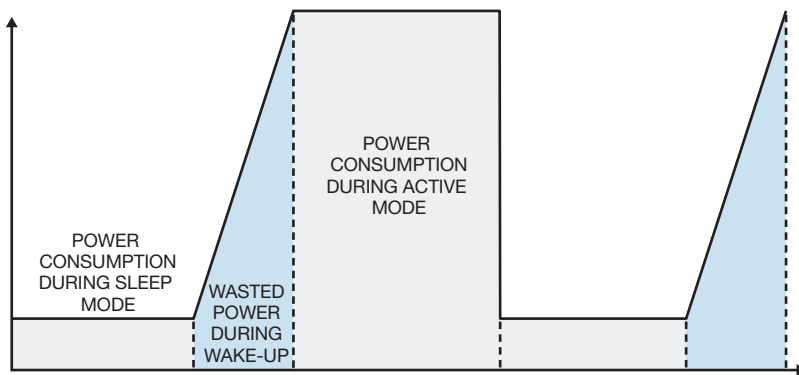 POWER
CONSUMPTION
DURING SLEEP
MODE
WASTED
POWER
DURING
WAKE-UP
POWER
CONSUMPTION
DURING ACTIVE
MODE